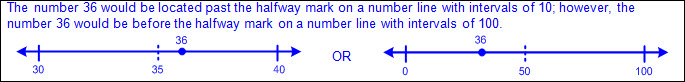 The number 36 would be located past the halfway mark on a number line with intervals of 10; however, the
number 36 would be before the halfway mark on a number line with intervals of 100.
36 36
OR
30 35 40 0 50 100